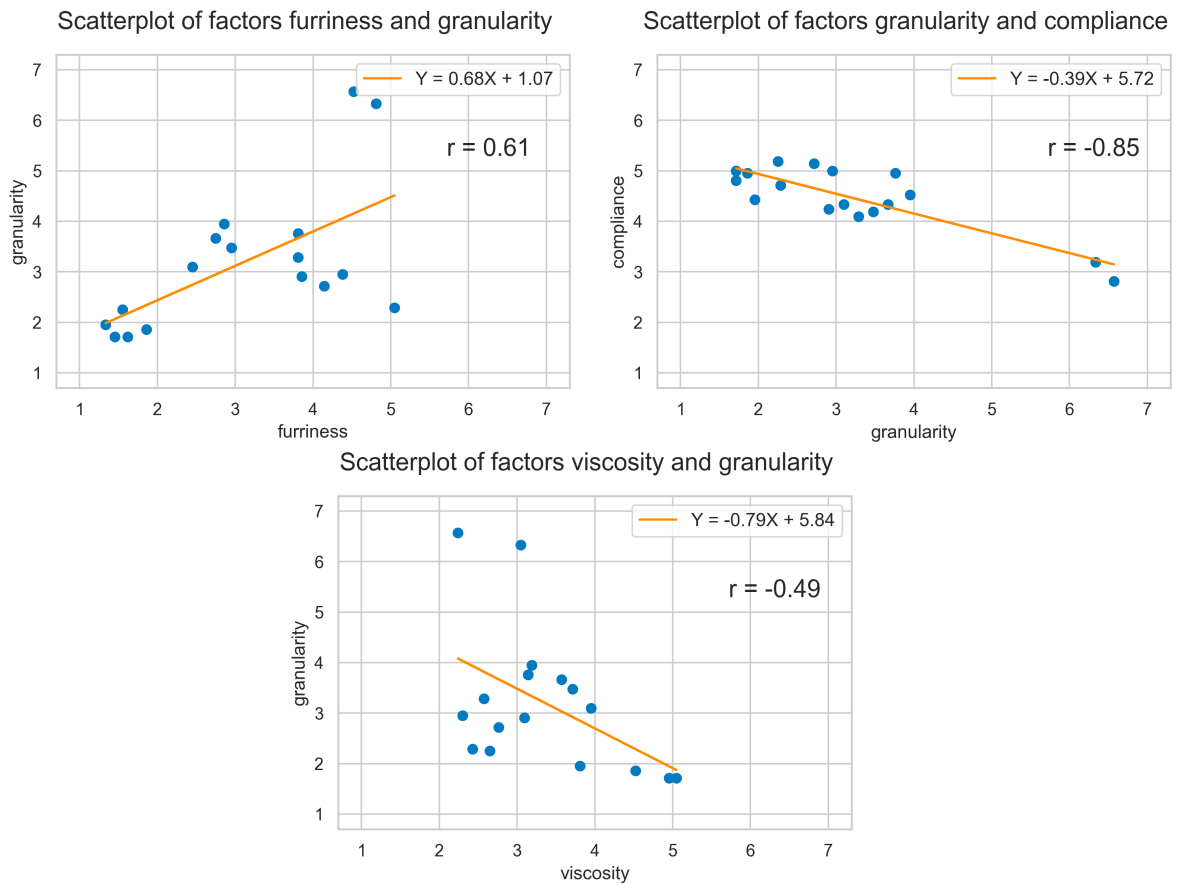 Scatterplot of factors furriness and granularity
7
6
5
4
3
2
1
granularity
Y = 0.68X + 1.07
r = 0.61
1 2 3 4 5 6 7
furriness
Scatterplot of factors granularity and compliance
7
6
5
4
3
2
1
compliance
Y = -0.39X + 5.72
r = -0.85
1 2 3 4 5 6 7
granularity
Scatterplot of factors viscosity and granularity
7
6
5
4
3
2
1
granularity
Y = -0.79X + 5.84
r = -0.49
1 2 3 4 5 6 7
viscosity